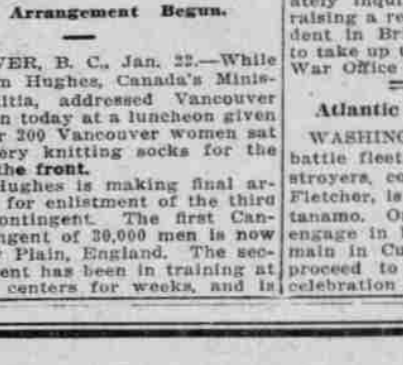 Arrangement Begun.
VER, B. C., Jan. 22.—While
m Hughes, Canada's Minis-
litia, addressed Vancouver
n today at a luncheon given
r 200 Vancouver women sat
ery knitting socks for the
the front.
Hughes is making final ar-
for enlistment of the third
ontingent. The first Can-
ngent of 30,000 men is now
Plain, England. The sec-
ent has been in training at
centers for weeks, and is
raising a re
dent in Bri
to take up
War Office
Atlantic
WASHING
battle fleet
stroyers, co
Fletcher, is
tanamo. O
engage in
main in Cu
proceed to
celebration